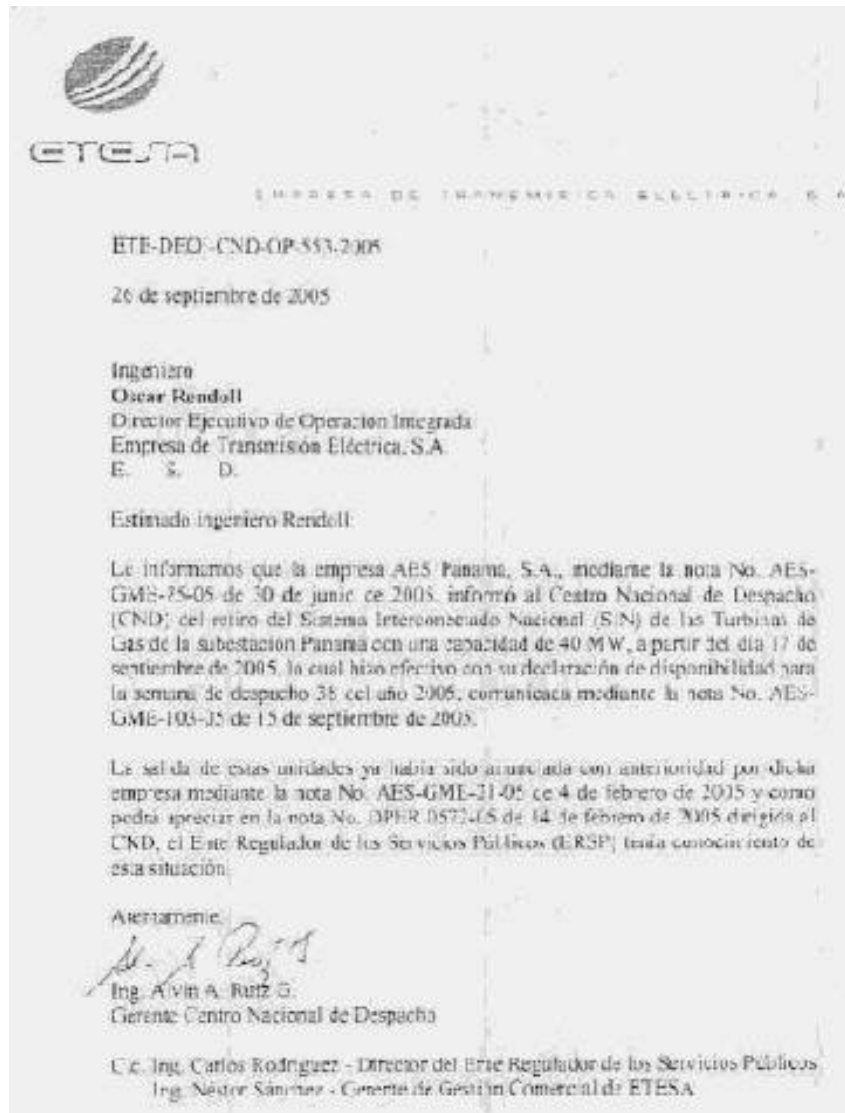 ETESA
EMPRESA DE TRANSMISION ELECTRICA, S.A.
ETE-DEOI-CND-OP-553-2005
26 de septiembre de 2005
Ingeniero
Oscar Rendoll
Director Ejecutivo de Operacion Integrada
Empresa de Transmisión Eléctrica, S.A.
E. S. D.
Estimado ingeniero Rendoll:
Le informamos que la empresa AES Panama, S.A., mediante la nota No. AES-
GME-75-05 de 30 de junio de 2005, informó al Centro Nacional de Despacho
(CND) del retiro del Sistema Interconectado Nacional (SIN) de las Turbinas de
Gas de la subestación Panamá con una capacidad de 40 MW, a partir del dia 17 de
septiembre de 2005, la cual hizo efectivo con su declaración de disponibilidad para
la semana de despacho 38 del año 2005, comunicada mediante la nota No. AES-
GME-103-05 de 15 de septiembre de 2005.
La salida de estas unidades ya había sido anunciada con anterioridad por dicha
empresa mediante la nota No. AES-GME-21-05 de 4 de febrero de 2005 y como
podrá apreciar en la nota No. DPER 0577-05 de 14 de febrero de 2005 dirigida al
CND, el Ente Regulador de los Servicios Públicos (ERSP) tenía conocimiento de
esta situación.
Atentamente,
Ing. Alvin A. Ruiz G.
Gerente Centro Nacional de Despacho
C.c. Ing. Carlos Rodríguez - Director del Ente Regulador de los Servicios Públicos
Ing. Néstor Sánchez - Gerente de Gestión Comercial de ETESA